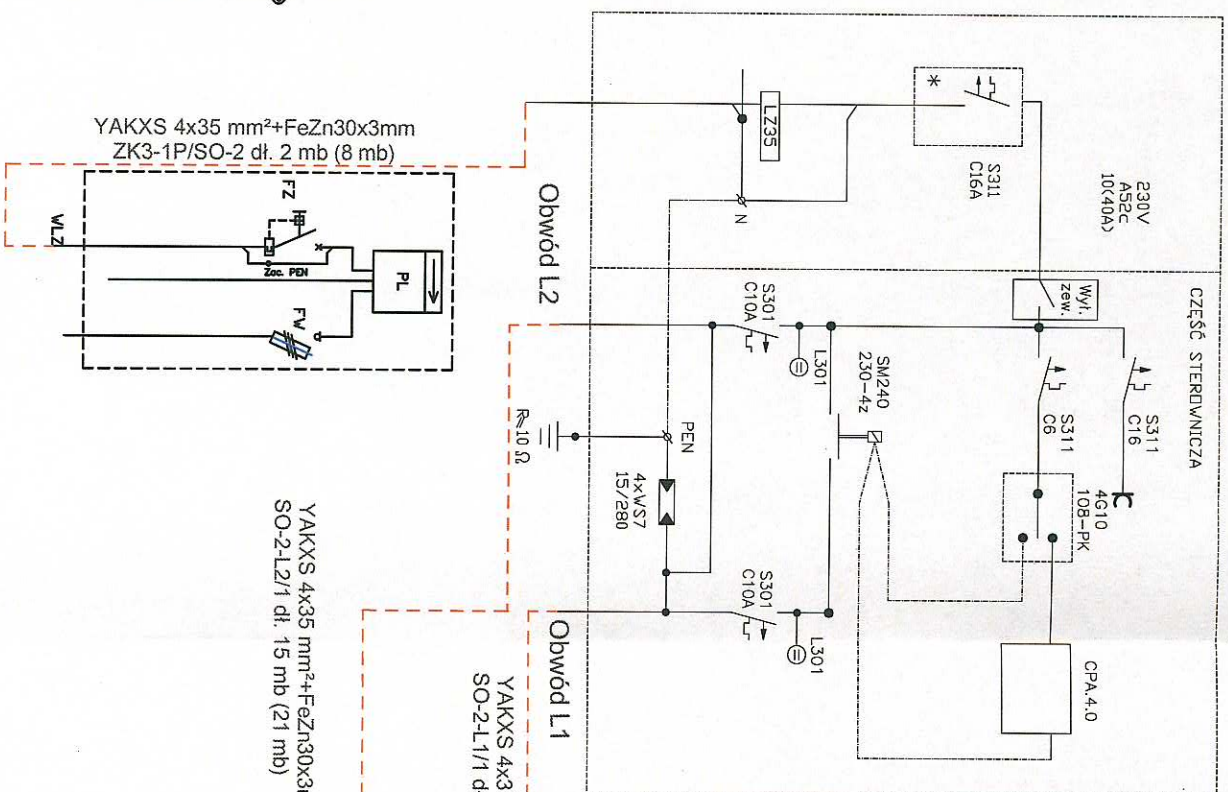 CZĘŚĆ STEROWNICZA
230V
A52c
10(40A)
S311
C16A
*
LZ35
N
Wył.
zew.
S311
C16
S311
C6
4G10
108-PK
CPA.4.0
SM240
230-4z
S301
C10A
L301
S301
C10A
L301
PEN
4xWS7
15/280
R≤10 Ω
Obwód L2
Obwód L1
YAKXS 4x35 mm²+FeZn30x3mm
ZK3-1P/SO-2 dł. 2 mb (8 mb)
WLZ
FZ
Zac. PEN
PL
FW
YAKXS 4x3
SO-2-L1/1 d
YAKXS 4x35 mm²+FeZn30x3
SO-2-L2/1 dł. 15 mb (21 mb)